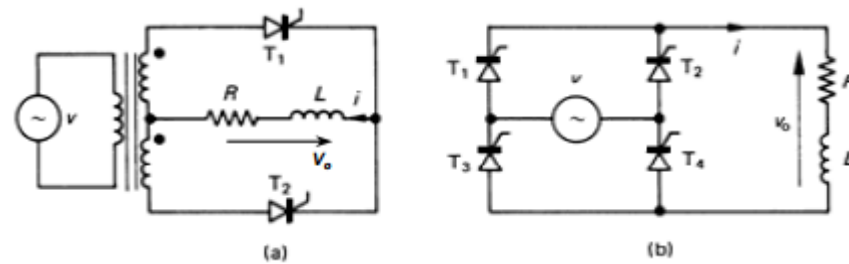 T₁
v
R
L
i
Vₒ
T₂
(a)
i
T₁
T₂
v
vₒ
T₃
T₄
(b)